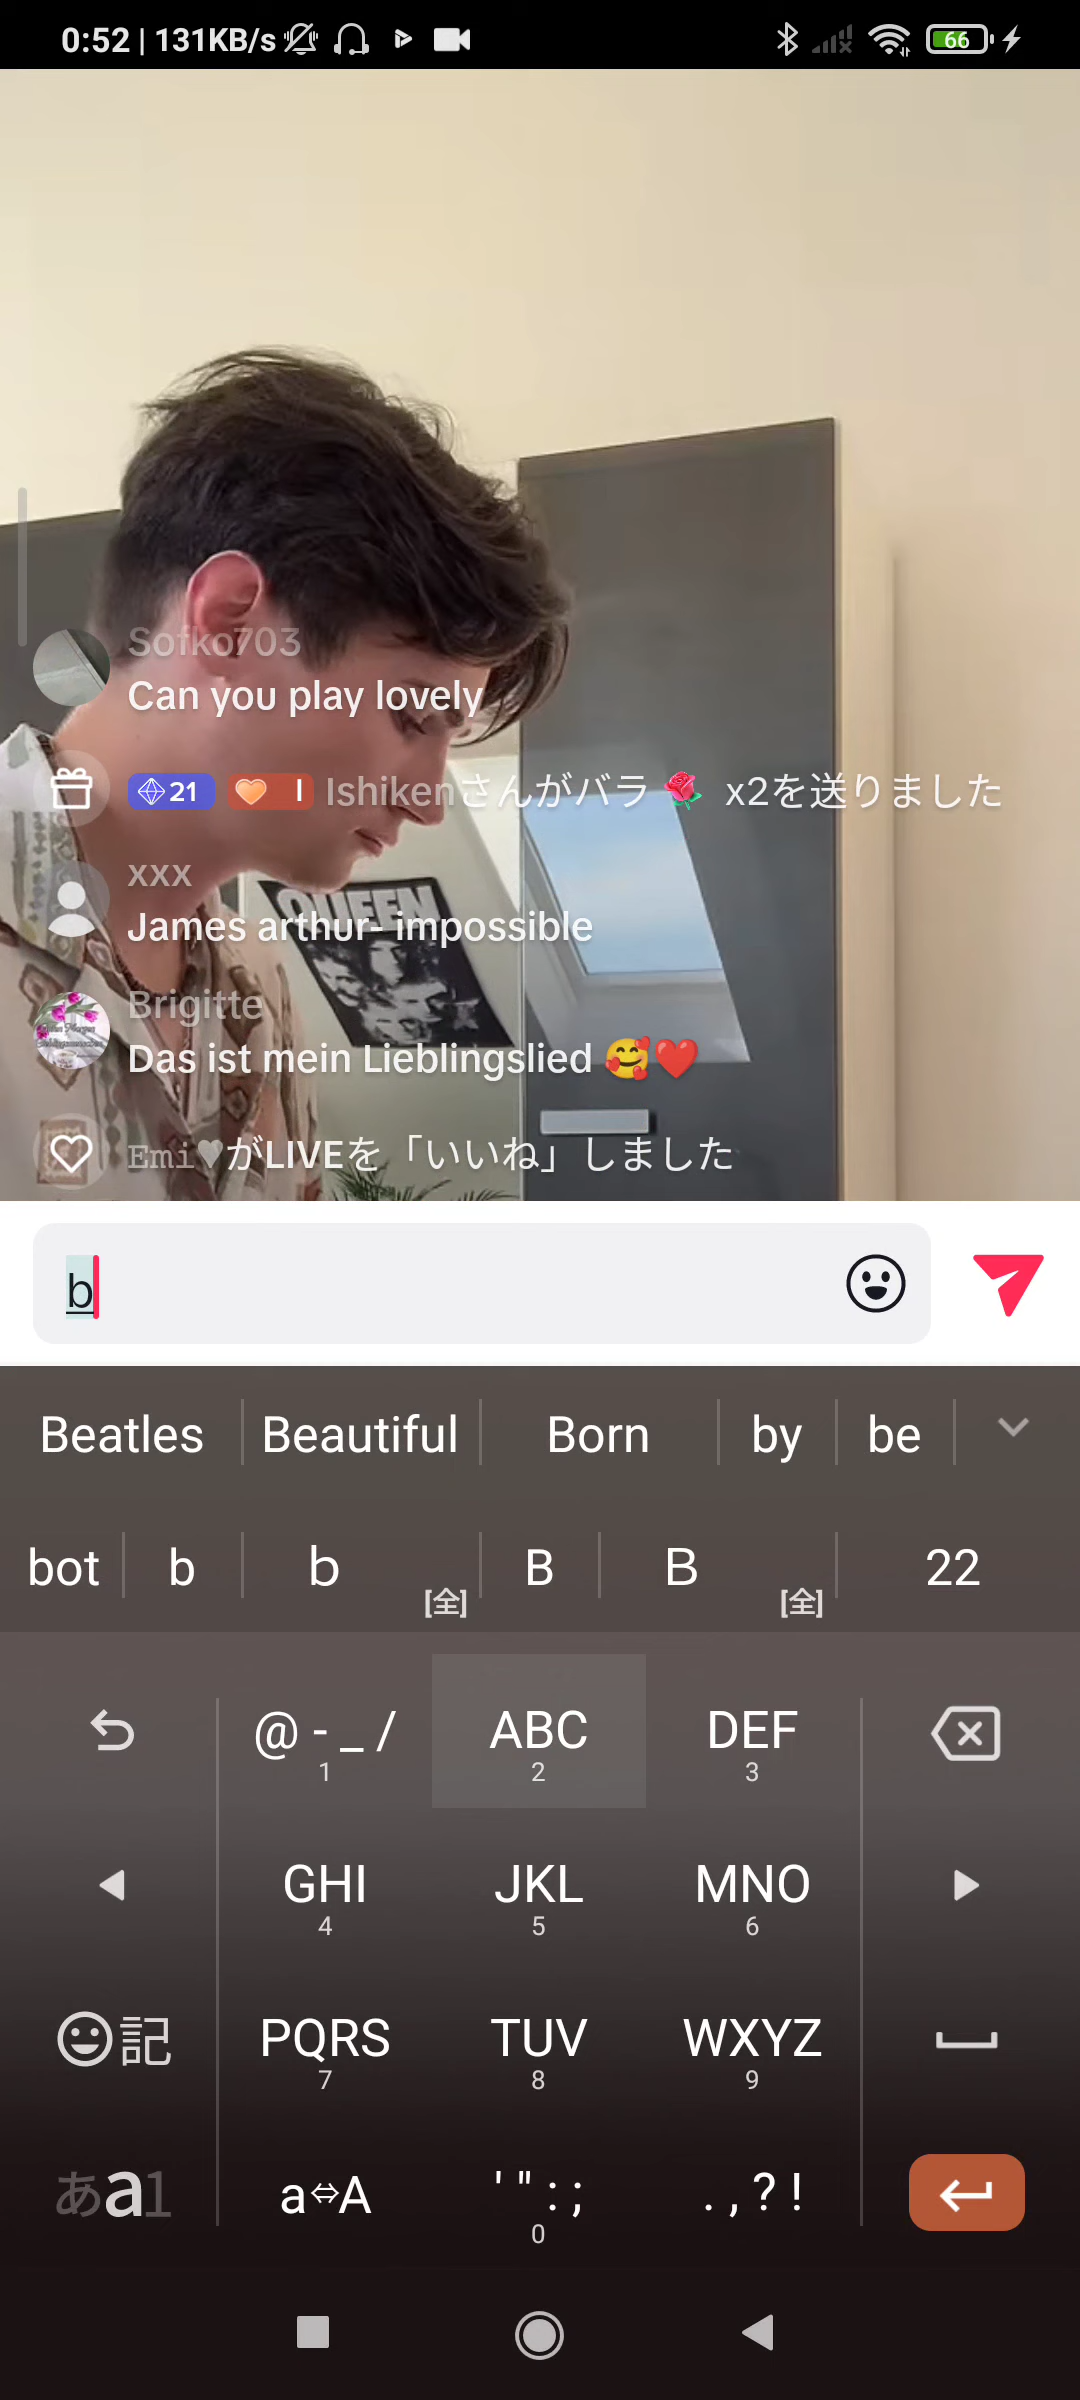 0:52 | 131KB/s
66
Sofko703
Can you play lovely
21 I Ishikenさんがバラ🌹 x2を送りました
xxx
QUEEN
James arthur- impossible
Brigitte
Das ist mein Lieblingslied 🥰❤️
Emi♥がLIVEを「いいね」しました
b
Beatles
Beautiful
Born
by
be
bot
b
b
[全]
B
B
[全]
22
@ - _ /
1
ABC
2
DEF
3
GHI
4
JKL
5
MNO
6
記
PQRS
7
TUV
8
WXYZ
9
あa1
a⇔A
' " : ;
0
. , ? !